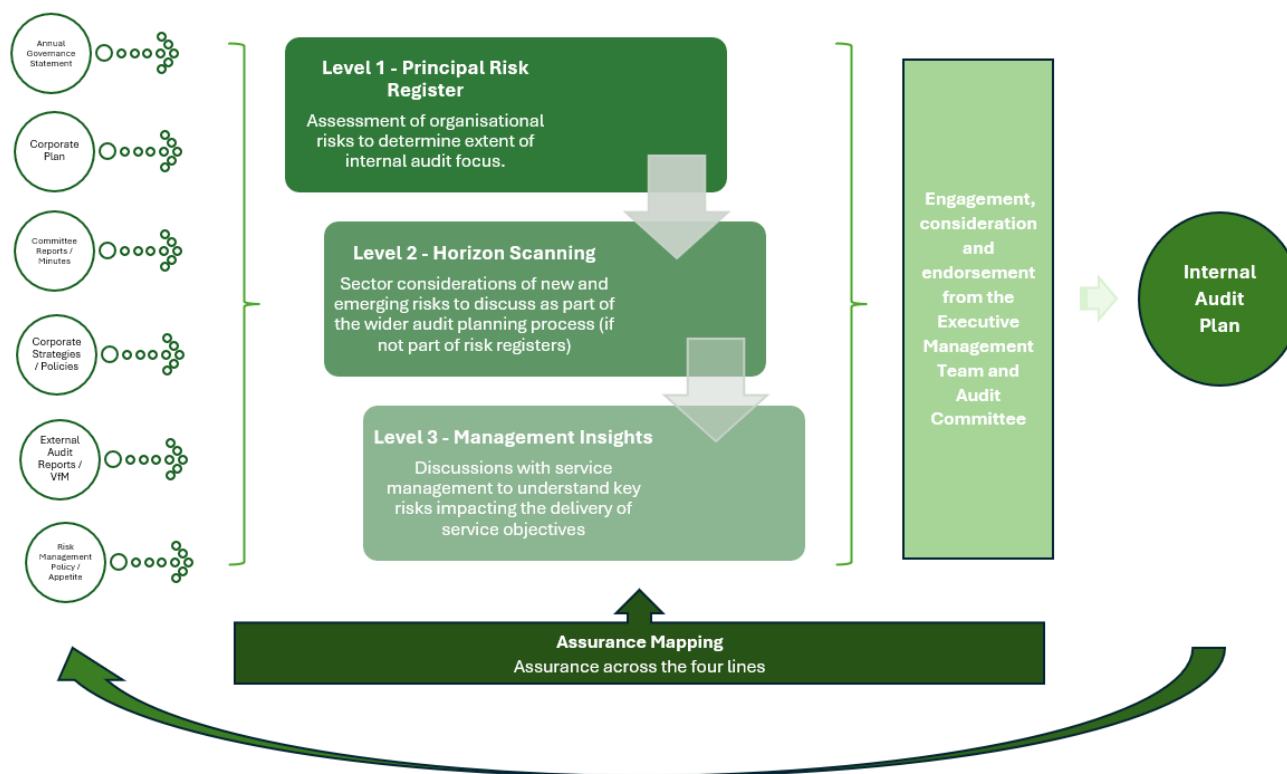 Annual
Governance
Statement
Corporate
Plan
Committee
Reports /
Minutes
Corporate
Strategies
/ Policies
External
Audit
Reports /
VfM
Risk
Management
Policy /
Appetite
Level 1 - Principal Risk
Register
Assessment of organisational
risks to determine extent of
internal audit focus.
Level 2 - Horizon Scanning
Sector considerations of new and
emerging risks to discuss as part of
the wider audit planning process (if
not part of risk registers)
Level 3 - Management Insights
Discussions with service
management to understand key
risks impacting the delivery of
service objectives
Engagement,
consideration
and
endorsement
from the
Executive
Management
Team and
Audit
Committee
Internal
Audit
Plan
Assurance Mapping
Assurance across the four lines